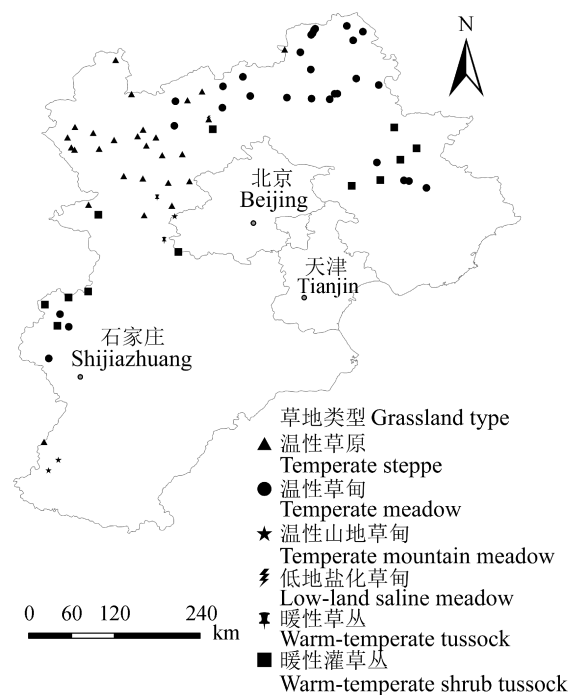 N
北京
Beijing
天津
Tianjin
石家庄
Shijiazhuang
草地类型 Grassland type
温性草原
Temperate steppe
温性草甸
Temperate meadow
温性山地草甸
Temperate mountain meadow
低地盐化草甸
Low-land saline meadow
暖性草丛
Warm-temperate tussock
暖性灌草丛
Warm-temperate shrub tussock
0 60 120 240
km